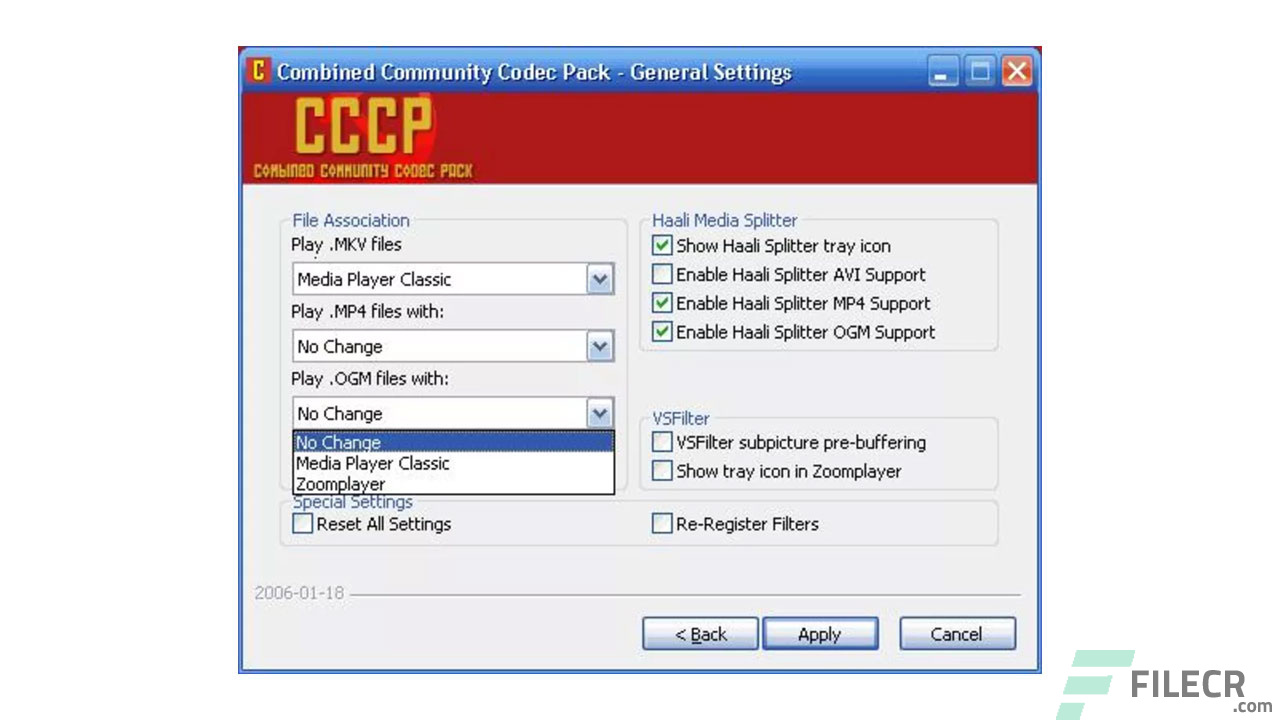 C Combined Community Codec Pack - General Settings
CCCP
COMBINED COMMUNITY CODEC PACK
File Association
Play .MKV files
Media Player Classic
Play .MP4 files with:
No Change
Play .OGM files with:
No Change
No Change
Media Player Classic
Zoomplayer
Haali Media Splitter
Show Haali Splitter tray icon
Enable Haali Splitter AVI Support
Enable Haali Splitter MP4 Support
Enable Haali Splitter OGM Support
VSFilter
VSFilter subpicture pre-buffering
Show tray icon in Zoomplayer
Special Settings
Reset All Settings
Re-Register Filters
2006-01-18
< Back
Apply
Cancel
FILECR
.com